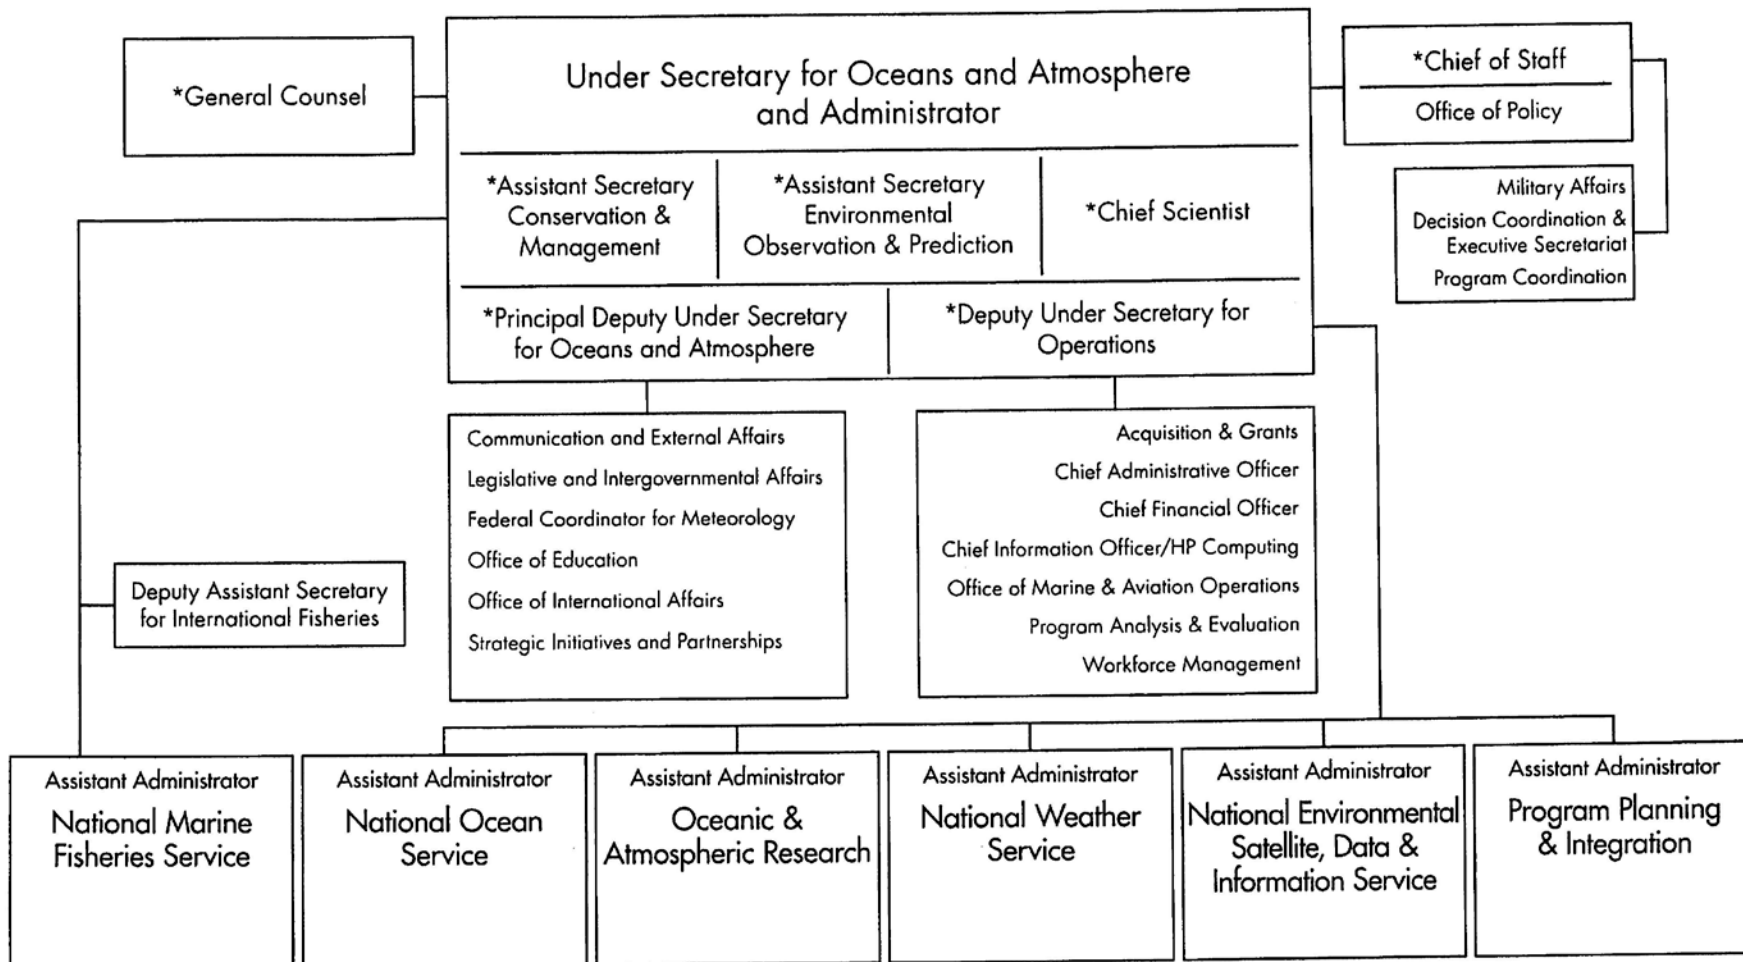 *General Counsel
Under Secretary for Oceans and Atmosphere
and Administrator
*Chief of Staff
Office of Policy
*Assistant Secretary
Conservation &
Management
*Assistant Secretary
Environmental
Observation & Prediction
*Chief Scientist
Military Affairs
Decision Coordination &
Executive Secretariat
Program Coordination
*Principal Deputy Under Secretary
for Oceans and Atmosphere
*Deputy Under Secretary for
Operations
Communication and External Affairs
Legislative and Intergovernmental Affairs
Federal Coordinator for Meteorology
Office of Education
Office of International Affairs
Strategic Initiatives and Partnerships
Acquisition & Grants
Chief Administrative Officer
Chief Financial Officer
Chief Information Officer/HP Computing
Office of Marine & Aviation Operations
Program Analysis & Evaluation
Workforce Management
Deputy Assistant Secretary
for International Fisheries
Assistant Administrator
National Marine
Fisheries Service
Assistant Administrator
National Ocean
Service
Assistant Administrator
Oceanic &
Atmospheric Research
Assistant Administrator
National Weather
Service
Assistant Administrator
National Environmental
Satellite, Data &
Information Service
Assistant Administrator
Program Planning
& Integration